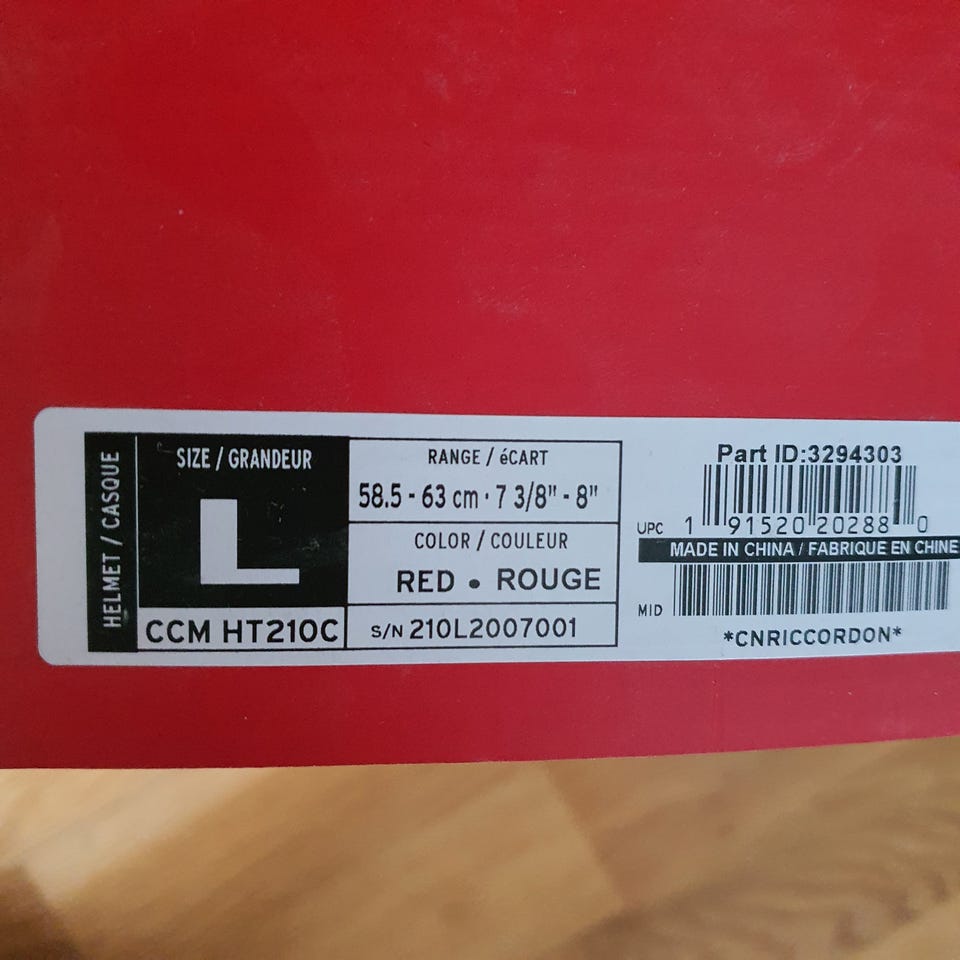 HELMET / CASQUE
SIZE / GRANDEUR
L
CCM HT210C
RANGE / éCART
58.5 - 63 cm · 7 3/8" - 8"
COLOR / COULEUR
RED • ROUGE
S/N 210L2007001
Part ID:3294303
UPC 1 91520 20288 0
MADE IN CHINA / FABRIQUE EN CHINE
MID
*CNRICCORDON*